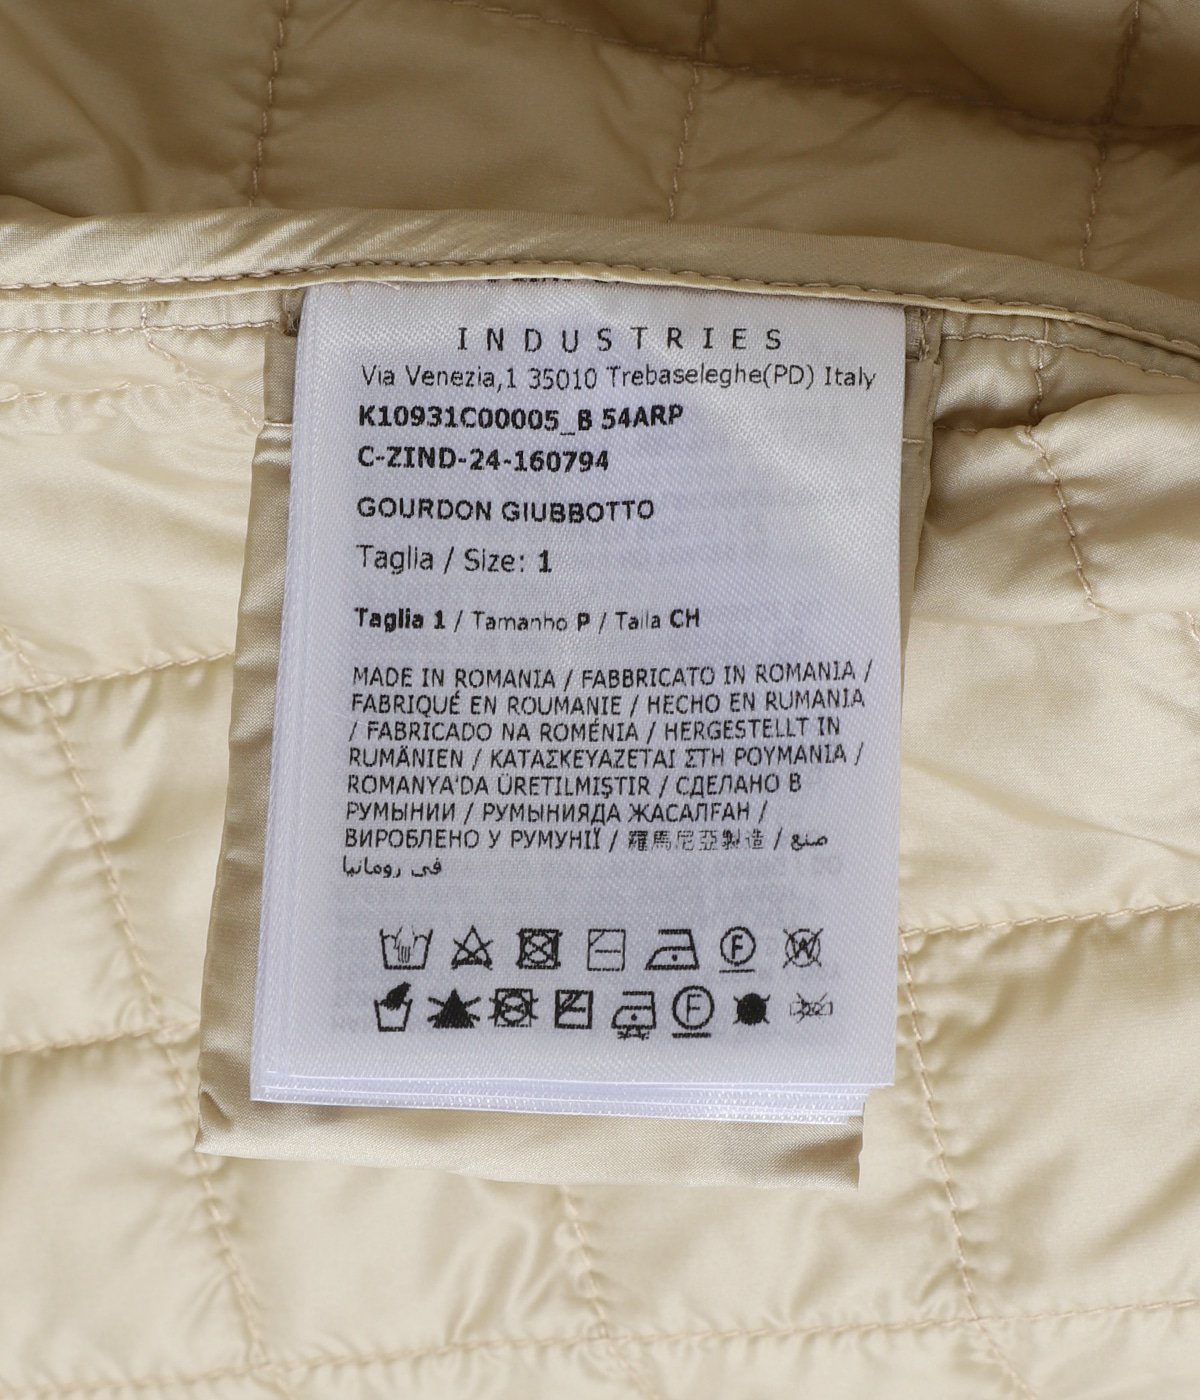 INDUSTRIES
Via Venezia,1 35010 Trebaseleghe(PD) Italy
K10931C00005_B 54ARP
C-ZIND-24-160794
GOURDON GIUBBOTTO
Taglia / Size: 1
Taglia 1 / Tamanho P / Talla CH
MADE IN ROMANIA / FABBRICATO IN ROMANIA /
FABRIQUÉ EN ROUMANIE / HECHO EN RUMANIA
/ FABRICADO NA ROMÉNIA / HERGESTELLT IN
RUMÄNIEN / ΚΑΤΑΣΚΕΥΑΖΕΤΑΙ ΣΤΗ ΡΟΥΜΑΝΙΑ /
ROMANYA'DA ÜRETILMIŞTIR / СДЕЛАНО В
РУМЫНИИ / РУМЫНИЯДА ЖАСАЛҒАН /
ВИРОБЛЕНО У РУМУНІЇ / 羅馬尼亞製造 / صنع
في رومانيا
F W
F